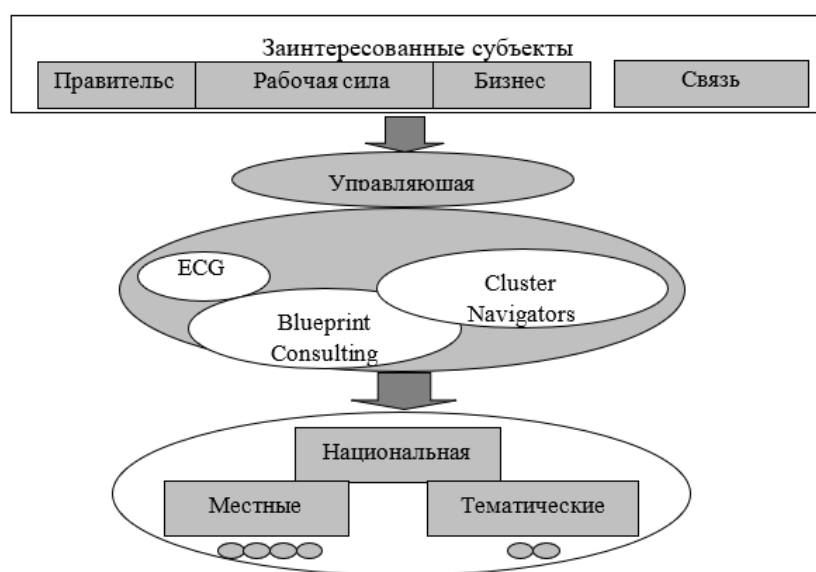 Заинтересованные субъекты
Правительс
Рабочая сила
Бизнес
Связь
Управляющая
ECG
Cluster
Navigators
Blueprint
Consulting
Национальная
Местные
Тематические